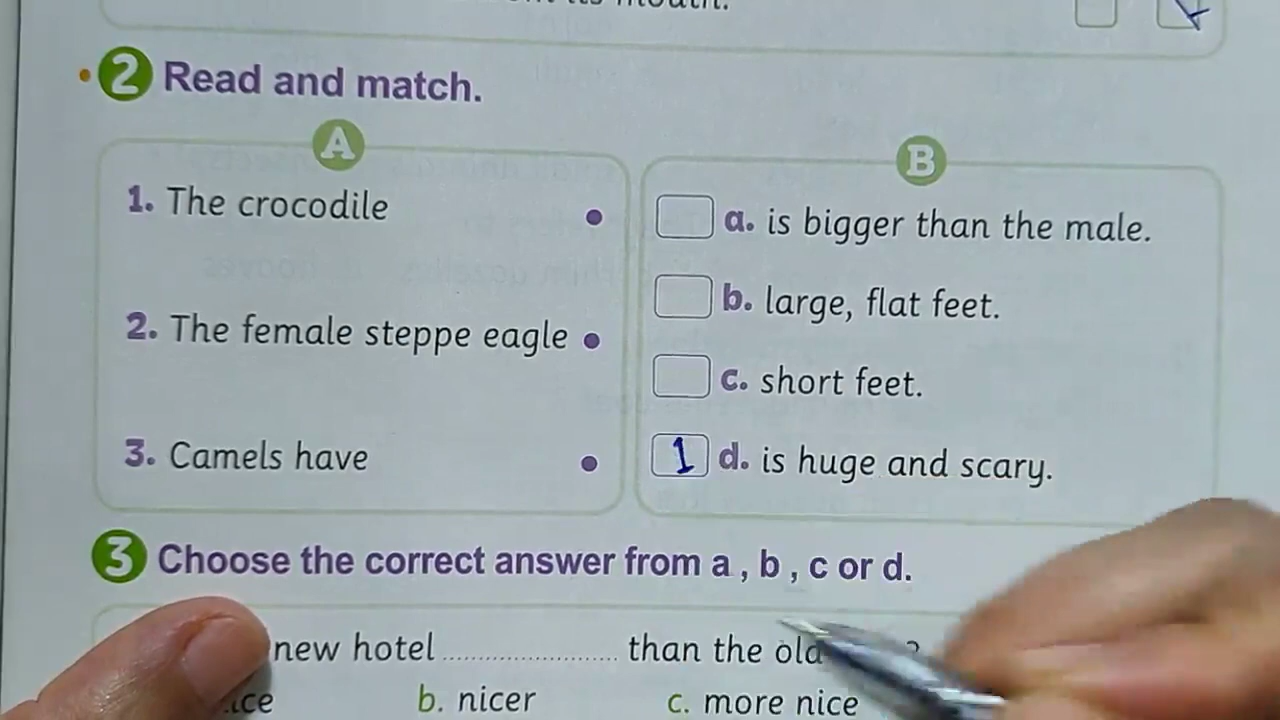 2 Read and match.
A
B
1. The crocodile
a. is bigger than the male.
b. large, flat feet.
2. The female steppe eagle
c. short feet.
3. Camels have
1 d. is huge and scary.
3 Choose the correct answer from a , b , c or d.
new hotel .................... than the old
b. nicer
c. more nice